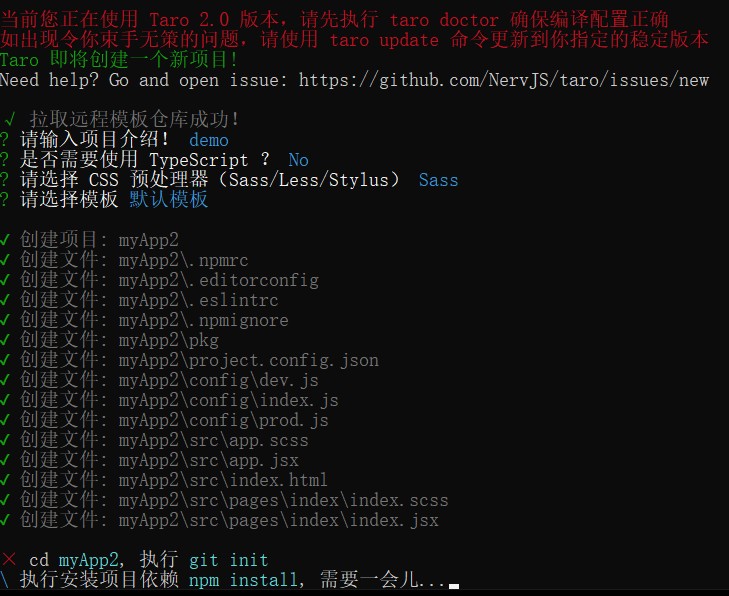 当前您正在使用 Taro 2.0 版本，请先执行 taro doctor 确保编译配置正确
如出现令你束手无策的问题，请使用 taro update 命令更新到你指定的稳定版本
Taro 即将创建一个新项目!
Need help? Go and open issue: https://github.com/NervJS/taro/issues/new
√ 拉取远程模板仓库成功!
? 请输入项目介绍! demo
? 是否需要使用 TypeScript ? No
? 请选择 CSS 预处理器（Sass/Less/Stylus） Sass
? 请选择模板 默认模板
✔ 创建项目: myApp2
✔ 创建文件: myApp2\.npmrc
✔ 创建文件: myApp2\.editorconfig
✔ 创建文件: myApp2\.eslintrc
✔ 创建文件: myApp2\.npmignore
✔ 创建文件: myApp2\pkg
✔ 创建文件: myApp2\project.config.json
✔ 创建文件: myApp2\config\dev.js
✔ 创建文件: myApp2\config\index.js
✔ 创建文件: myApp2\config\prod.js
✔ 创建文件: myApp2\src\app.scss
✔ 创建文件: myApp2\src\app.jsx
✔ 创建文件: myApp2\src\index.html
✔ 创建文件: myApp2\src\pages\index\index.scss
✔ 创建文件: myApp2\src\pages\index\index.jsx
× cd myApp2, 执行 git init
\ 执行安装项目依赖 npm install, 需要一会儿...